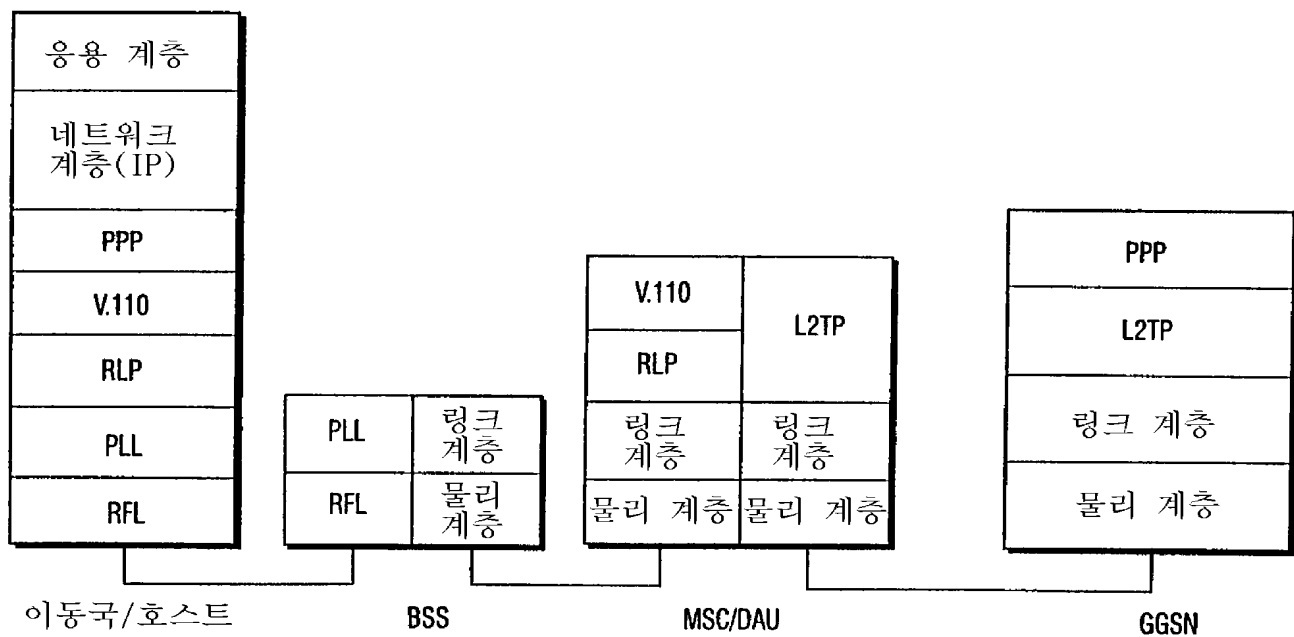 응용 계층
네트워크
계층(IP)
PPP
V.110
RLP
PLL
RFL
이동국/호스트
PLL
링크
계층
RFL
물리
계층
BSS
V.110
RLP
L2TP
링크
계층
링크
계층
물리 계층
물리 계층
MSC/DAU
PPP
L2TP
링크 계층
물리 계층
GGSN